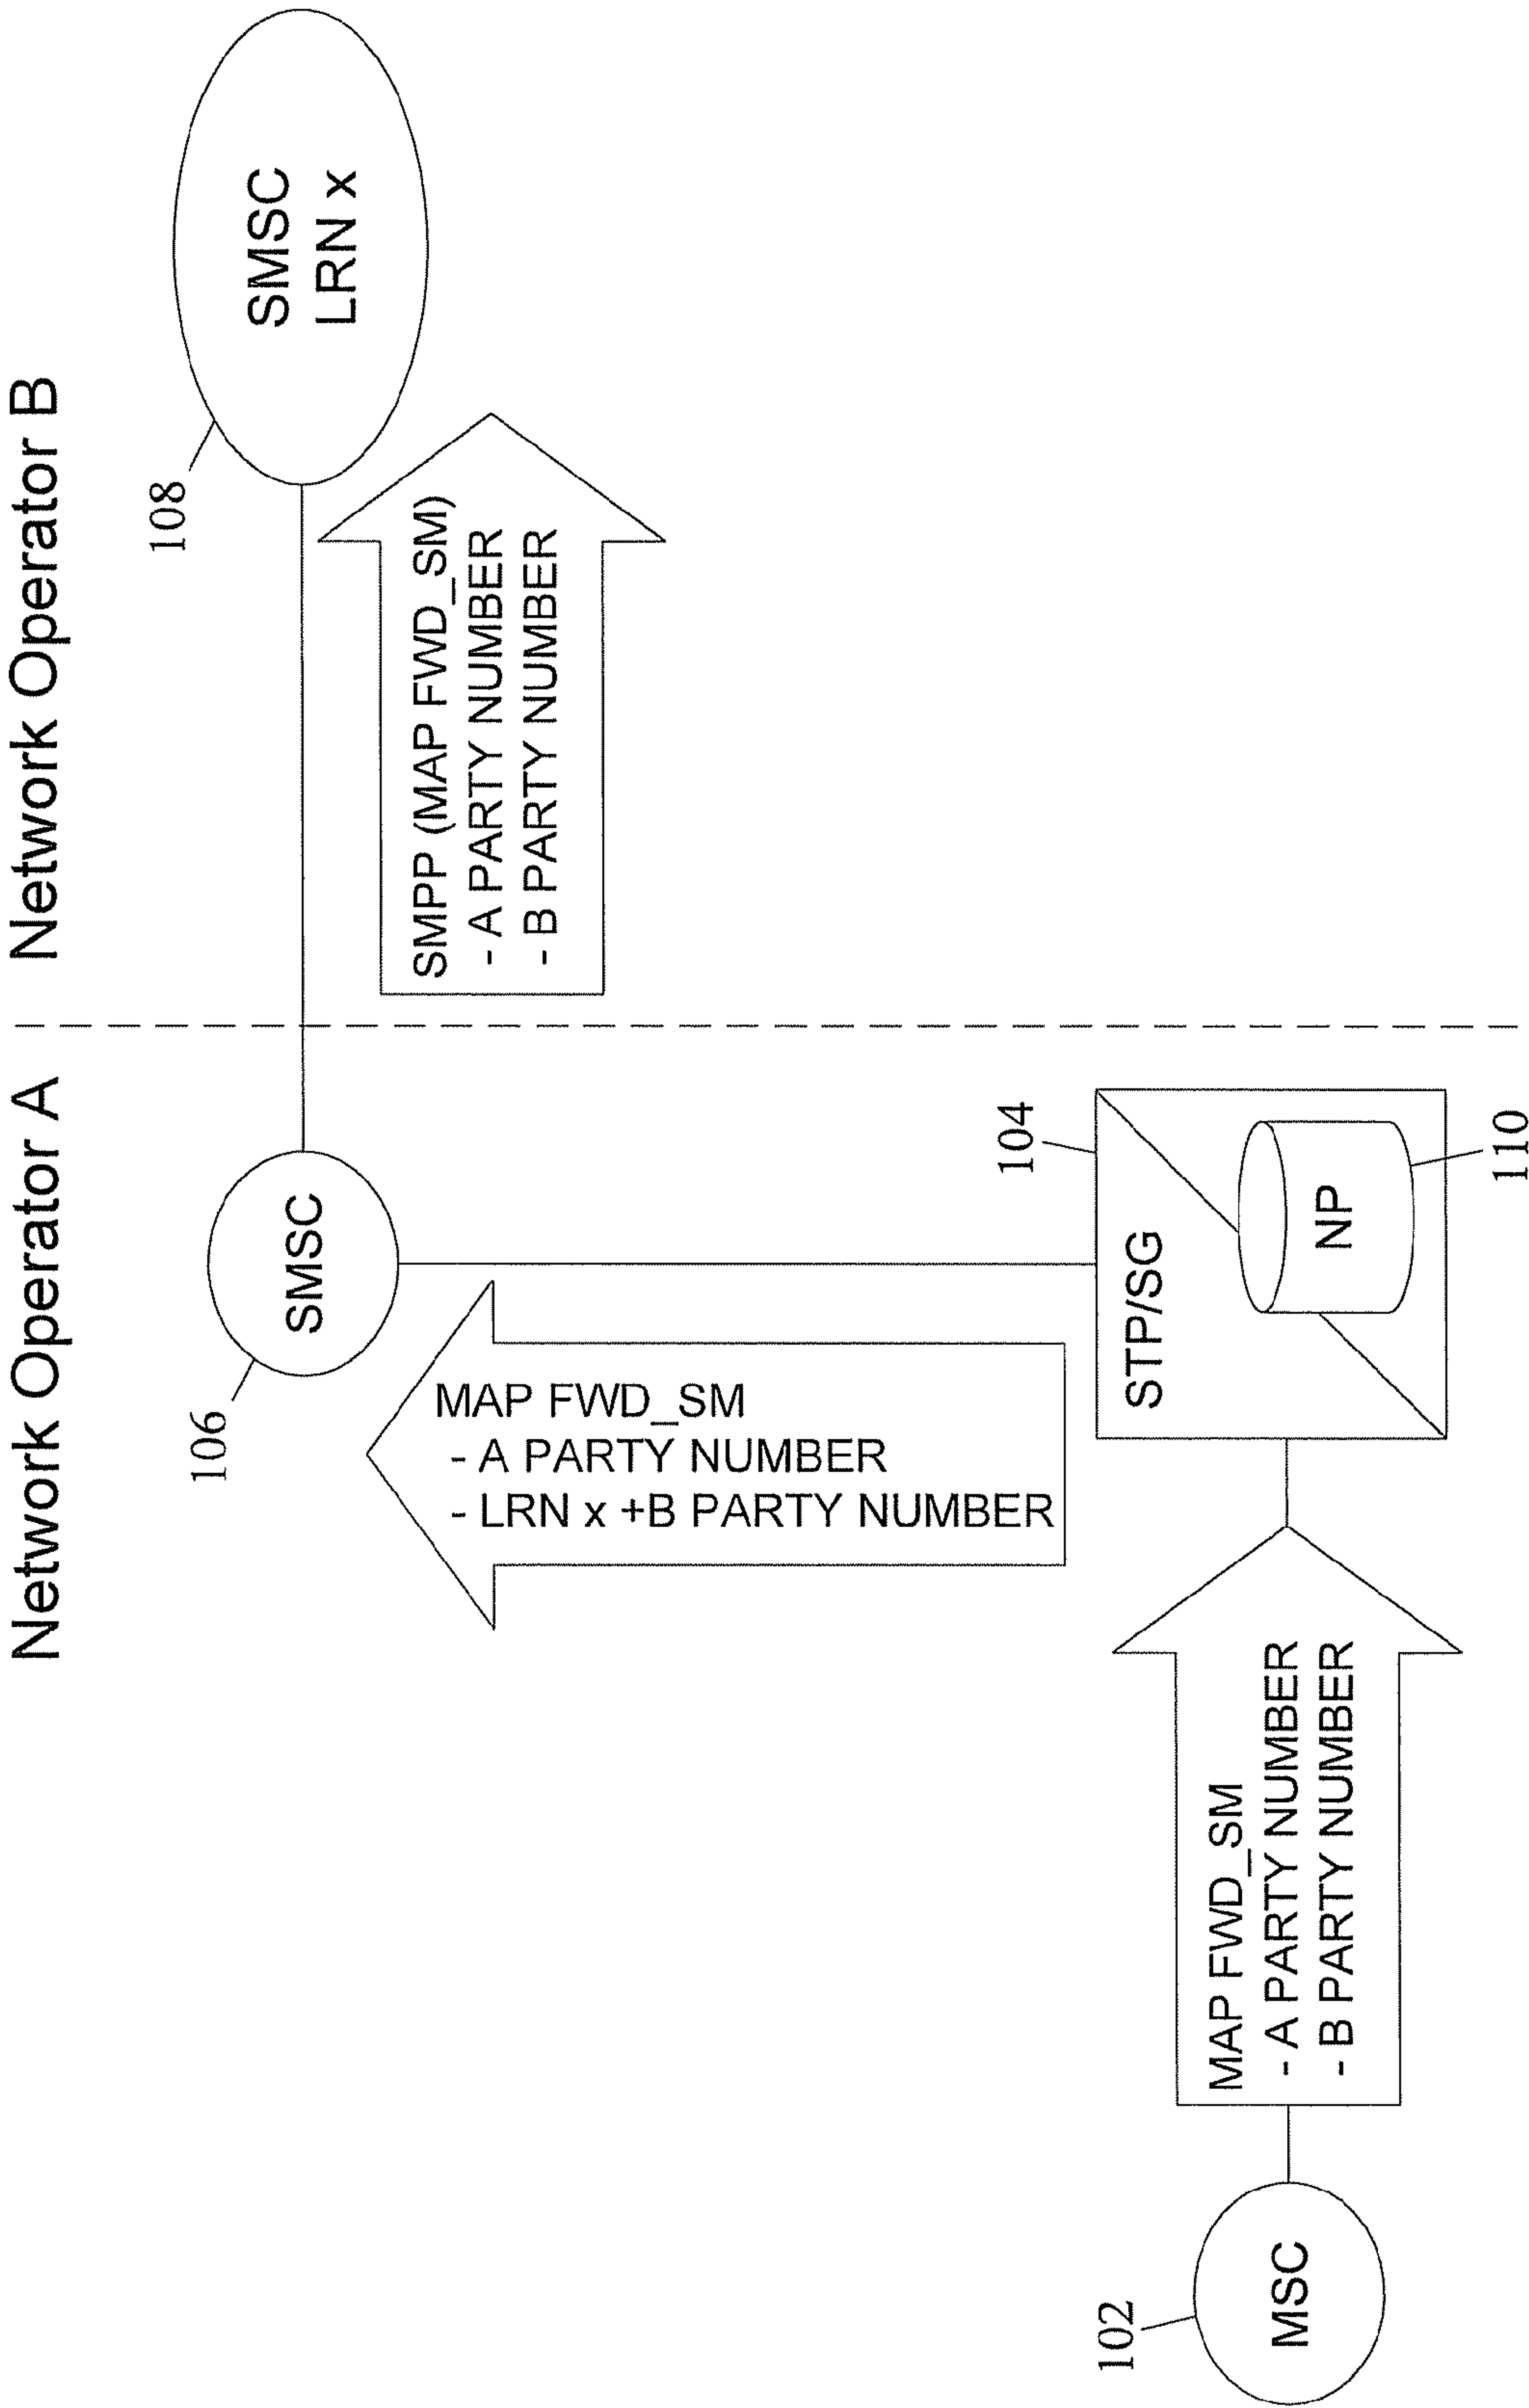 Network Operator A
Network Operator B
106
SMSC
108
SMSC
LRN x
MAP FWD_SM
- A PARTY NUMBER
- LRN x +B PARTY NUMBER
SMPP (MAP FWD_SM)
- A PARTY NUMBER
- B PARTY NUMBER
102
MSC
MAP FWD_SM
- A PARTY NUMBER
- B PARTY NUMBER
104
STP/SG
NP
110